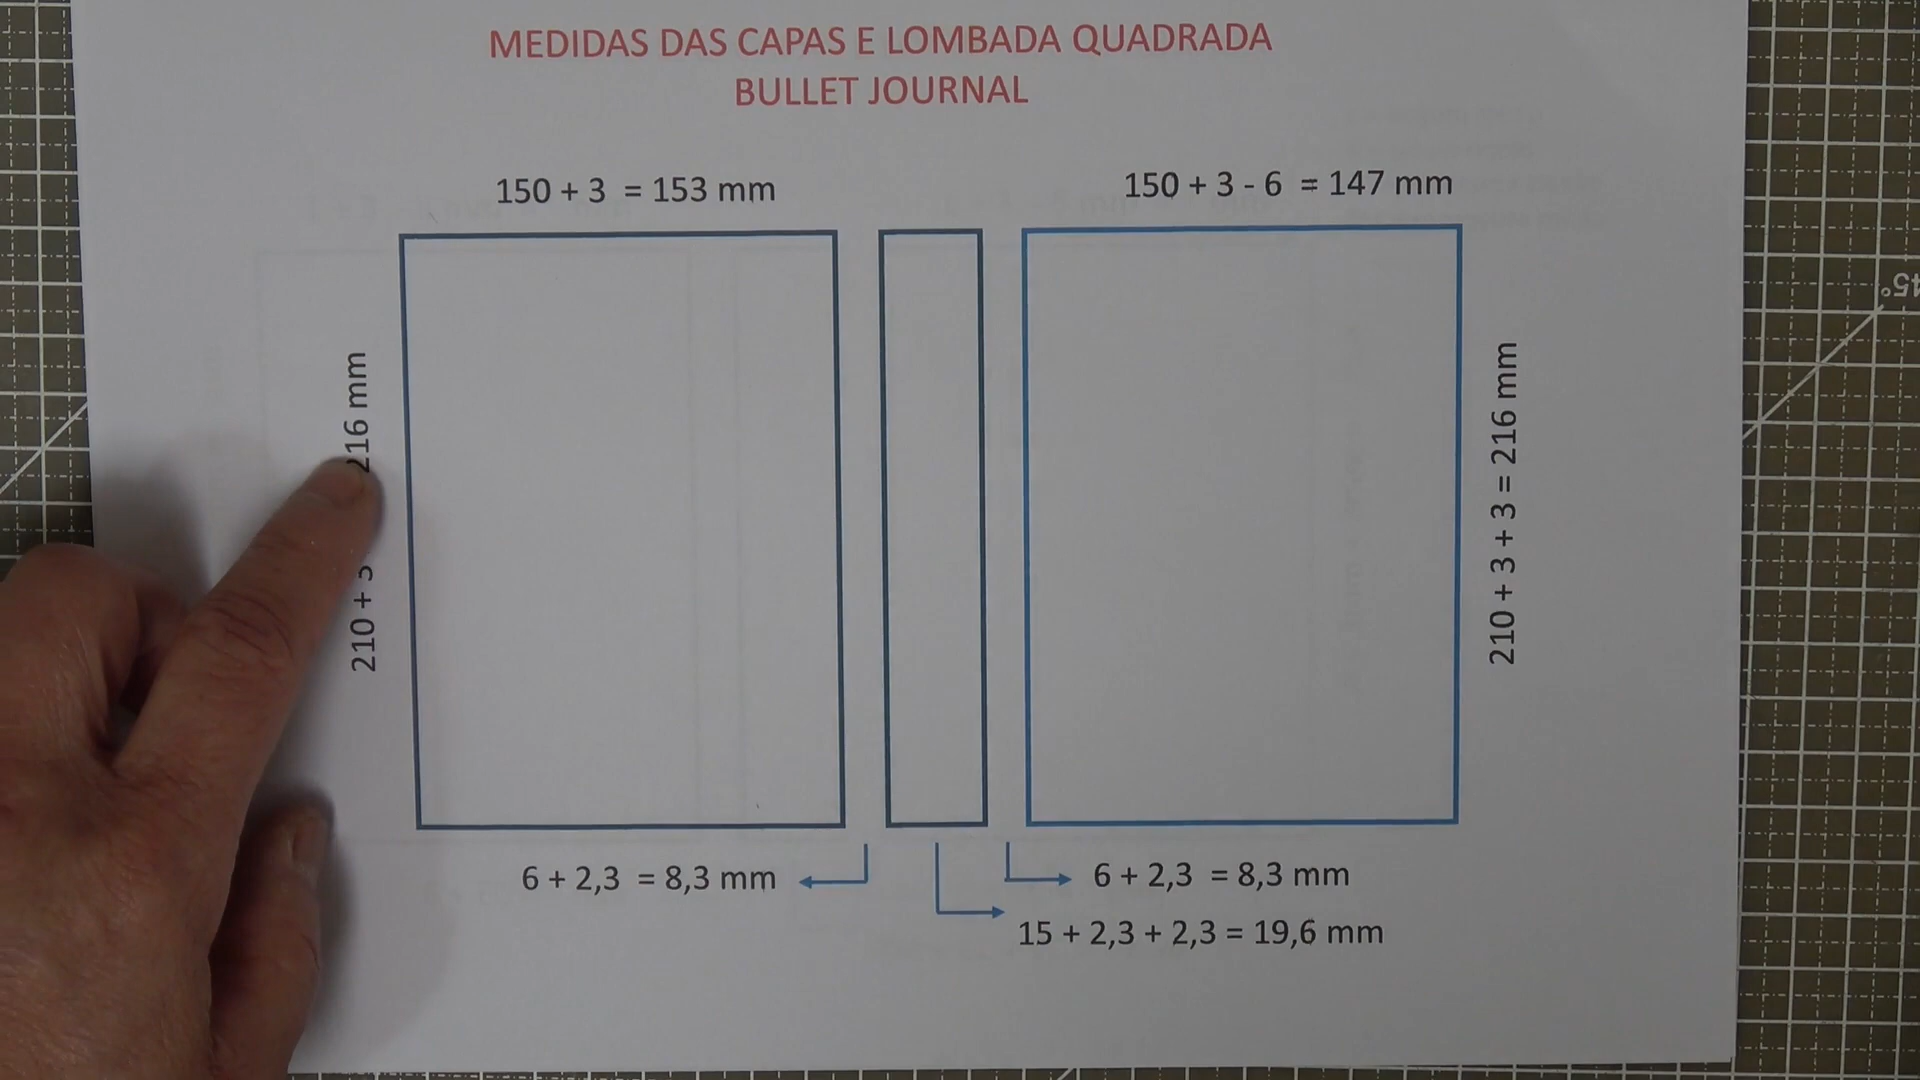 MEDIDAS DAS CAPAS E LOMBADA QUADRADA
BULLET JOURNAL
150 + 3 = 153 mm
150 + 3 - 6 = 147 mm
210 + 3
216 mm
210 + 3 + 3 = 216 mm
6 + 2,3 = 8,3 mm
6 + 2,3 = 8,3 mm
15 + 2,3 + 2,3 = 19,6 mm
45°